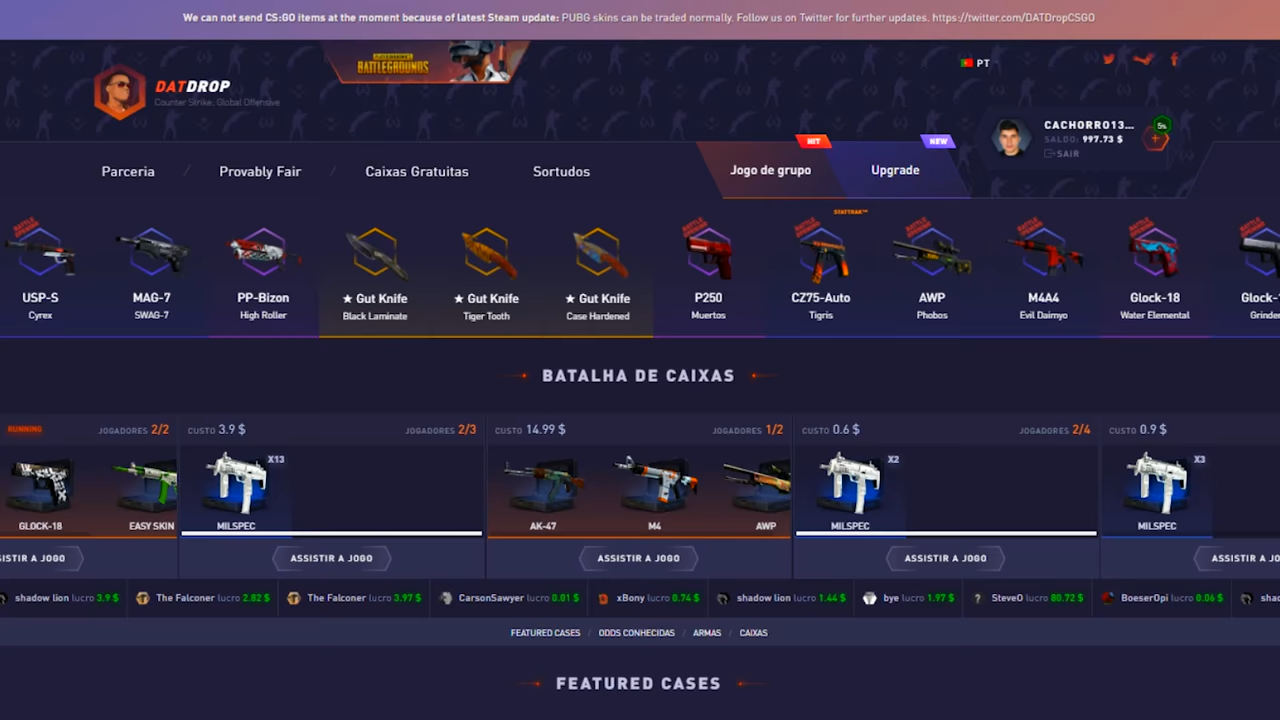 We can not send CS:GO items at the moment because of latest Steam update: PUBG skins can be traded normally. Follow us on Twitter for further updates. https://twitter.com/DATDropCSGO
BATTLEGROUNDS
PT
DATDROP
Counter Strike: Global Offensive
CACHORRO13...
5%
SALDO: 997.73 $
SAIR
HIT
NEW
Parceria / Provably Fair / Caixas Gratuitas Sortudos Jogo de grupo Upgrade
STATTRAK™
USP-S MAG-7 PP-Bizon ★ Gut Knife ★ Gut Knife ★ Gut Knife P250 CZ75-Auto AWP M4A4 Glock-18 Glock-
Cyrex SWAG-7 High Roller Black Laminate Tiger Tooth Case Hardened Muertos Tigris Phobos Evil Daimyo Water Elemental Grinder
BATALHA DE CAIXAS
RUNNING JOGADORES 2/2 CUSTO 3.9 $ JOGADORES 2/3 CUSTO 14.99 $ JOGADORES 1/2 CUSTO 0.6 $ JOGADORES 2/4 CUSTO 0.9 $
X13 X2 X3
GLOCK-18 EASY SKIN MILSPEC AK-47 M4 AWP MILSPEC MILSPEC
ISTIR A JOGO ASSISTIR A JOGO ASSISTIR A JOGO ASSISTIR A JOGO ASSISTIR A JO
shadow lion lucro 3.9 $ The Falconer lucro 2.82 $ The Falconer lucro 3.97 $ CarsonSawyer lucro 0.01 $ xBony lucro 0.74 $ shadow lion lucro 1.44 $ bye lucro 1.97 $ ? SteveO lucro 80.72 $ BoeserOpi lucro 0.06 $ shad
FEATURED CASES / ODDS CONHECIDAS / ARMAS / CAIXAS
FEATURED CASES